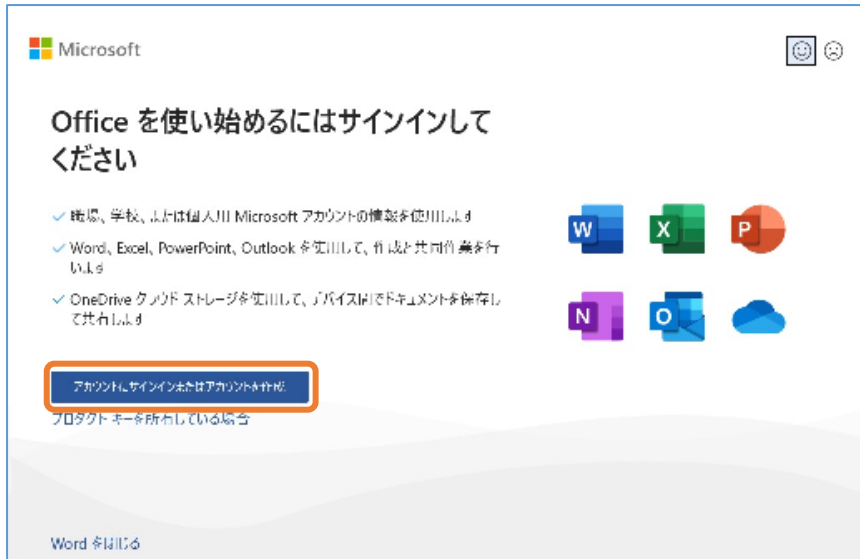 Microsoft
Office を使い始めるにはサインインして
ください
職場、学校、または個人用 Microsoft アカウントの情報を使用します
Word、Excel、PowerPoint、Outlook を使用して、作成と共同作業を行
います
OneDrive クラウド ストレージを使用して、デバイス間でドキュメントを保存し
て共有します
アカウントにサインインまたはアカウントを作成
プロダクト キーを所有している場合
Word を閉じる
W
X
P
N
O